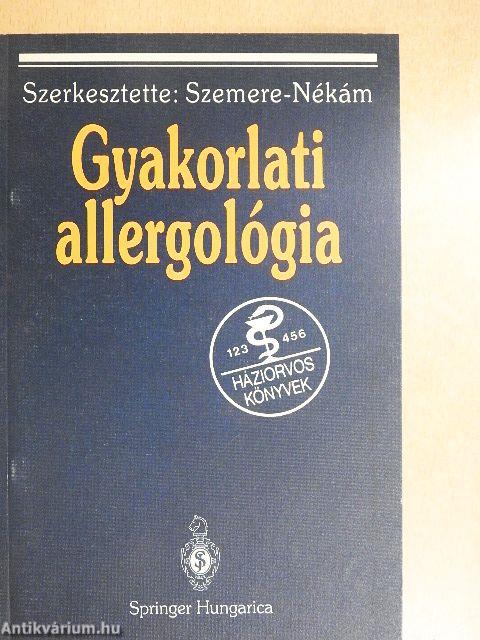 Szerkesztette: Szemere-Nékám
Gyakorlati
allergológia
123 456
HÁZIORVOS
KÖNYVEK
Springer Hungarica
Antikvárium.hu